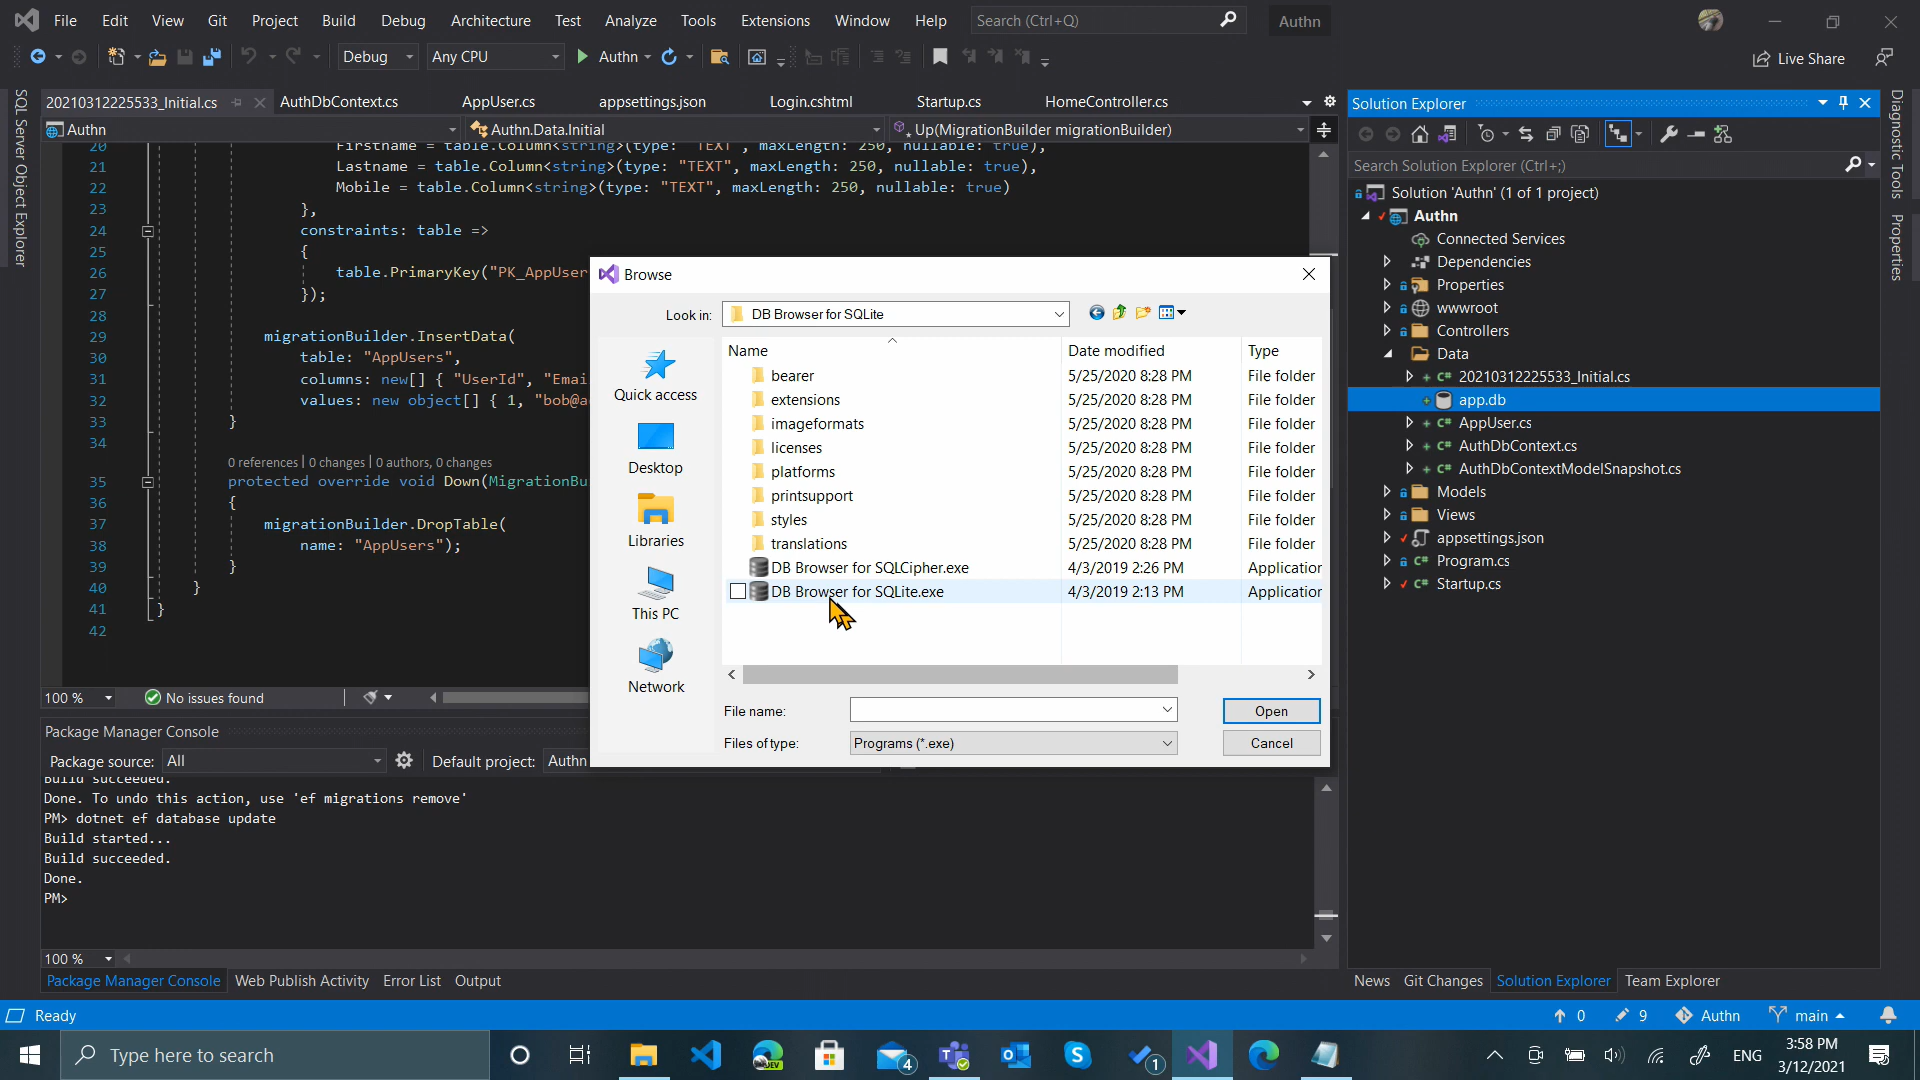 File Edit View Git Project Build Debug Architecture Test Analyze Tools Extensions Window Help Search (Ctrl+Q) Authn
Debug Any CPU Authn Live Share
SQL Server Object Explorer
20210312225533_Initial.cs AuthDbContext.cs AppUser.cs appsettings.json Login.cshtml Startup.cs HomeController.cs
Authn Authn.Data.Initial Up(MigrationBuilder migrationBuilder)
20 Firstname = table.Column<string>(type: "TEXT", maxLength: 250, nullable: true),
21 Lastname = table.Column<string>(type: "TEXT", maxLength: 250, nullable: true),
22 Mobile = table.Column<string>(type: "TEXT", maxLength: 250, nullable: true)
23 },
24 constraints: table =>
25 {
26 table.PrimaryKey("PK_AppUser
27 });
28
29 migrationBuilder.InsertData(
30 table: "AppUsers",
31 columns: new[] { "UserId", "Emai
32 values: new object[] { 1, "bob@a
33 }
34
0 references | 0 changes | 0 authors, 0 changes
35 protected override void Down(MigrationBu
36 {
37 migrationBuilder.DropTable(
38 name: "AppUsers");
39 }
40 }
41 }
42
100 % No issues found
Browse
Look in: DB Browser for SQLite
Quick access
Desktop
Libraries
This PC
Network
Name Date modified Type
bearer 5/25/2020 8:28 PM File folder
extensions 5/25/2020 8:28 PM File folder
imageformats 5/25/2020 8:28 PM File folder
licenses 5/25/2020 8:28 PM File folder
platforms 5/25/2020 8:28 PM File folder
printsupport 5/25/2020 8:28 PM File folder
styles 5/25/2020 8:28 PM File folder
translations 5/25/2020 8:28 PM File folder
DB Browser for SQLCipher.exe 4/3/2019 2:26 PM Application
DB Browser for SQLite.exe 4/3/2019 2:13 PM Application
File name: Open
Files of type: Programs (*.exe) Cancel
Package Manager Console
Package source: All Default project: Authn
Build succeeded.
Done. To undo this action, use 'ef migrations remove'
PM> dotnet ef database update
Build started...
Build succeeded.
Done.
PM>
100 %
Package Manager Console Web Publish Activity Error List Output
Solution Explorer
Search Solution Explorer (Ctrl+;)
Solution 'Authn' (1 of 1 project)
Authn
Connected Services
Dependencies
Properties
wwwroot
Controllers
Data
20210312225533_Initial.cs
app.db
AppUser.cs
AuthDbContext.cs
AuthDbContextModelSnapshot.cs
Models
Views
appsettings.json
Program.cs
Startup.cs
News Git Changes Solution Explorer Team Explorer
Diagnostic Tools
Properties
Ready 0 9 Authn main
Type here to search 4 1 ENG 3:58 PM
3/12/2021